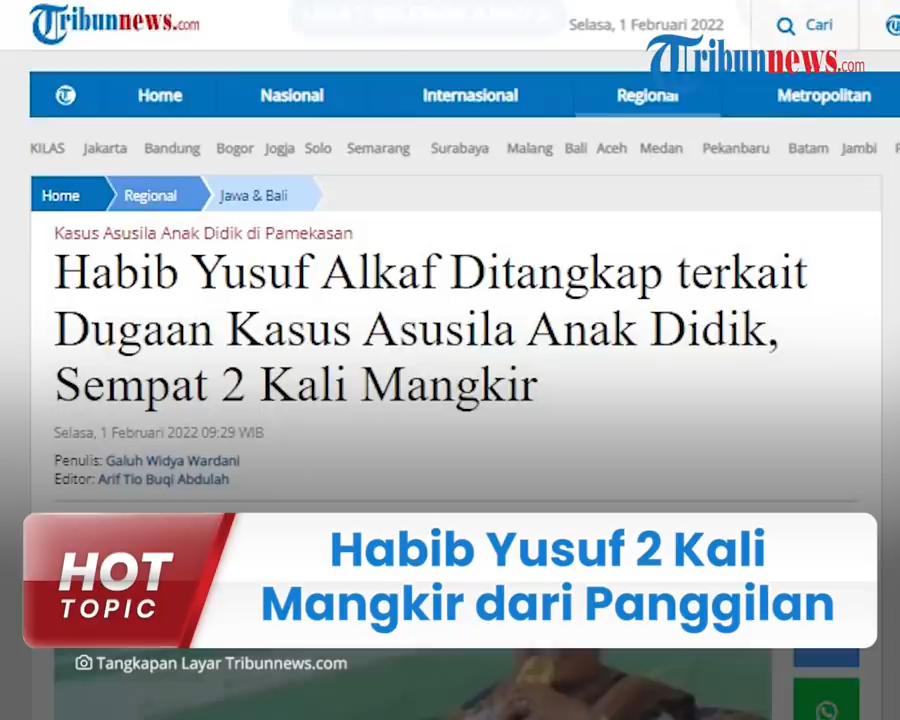 Tribunnews.com
Selasa, 1 Februari 2022
Cari
Tribunnews.com
Home Nasional Internasional Regional Metropolitan
KILAS Jakarta Bandung Bogor Jogja Solo Semarang Surabaya Malang Bali Aceh Medan Pekanbaru Batam Jambi
Home Regional Jawa & Bali
Kasus Asusila Anak Didik di Pamekasan
Habib Yusuf Alkaf Ditangkap terkait
Dugaan Kasus Asusila Anak Didik,
Sempat 2 Kali Mangkir
Selasa, 1 Februari 2022 09:29 WIB
Penulis: Galuh Widya Wardani
Editor: Arif Tio Buqi Abdulah
HOT
TOPIC
Habib Yusuf 2 Kali
Mangkir dari Panggilan
Tangkapan Layar Tribunnews.com